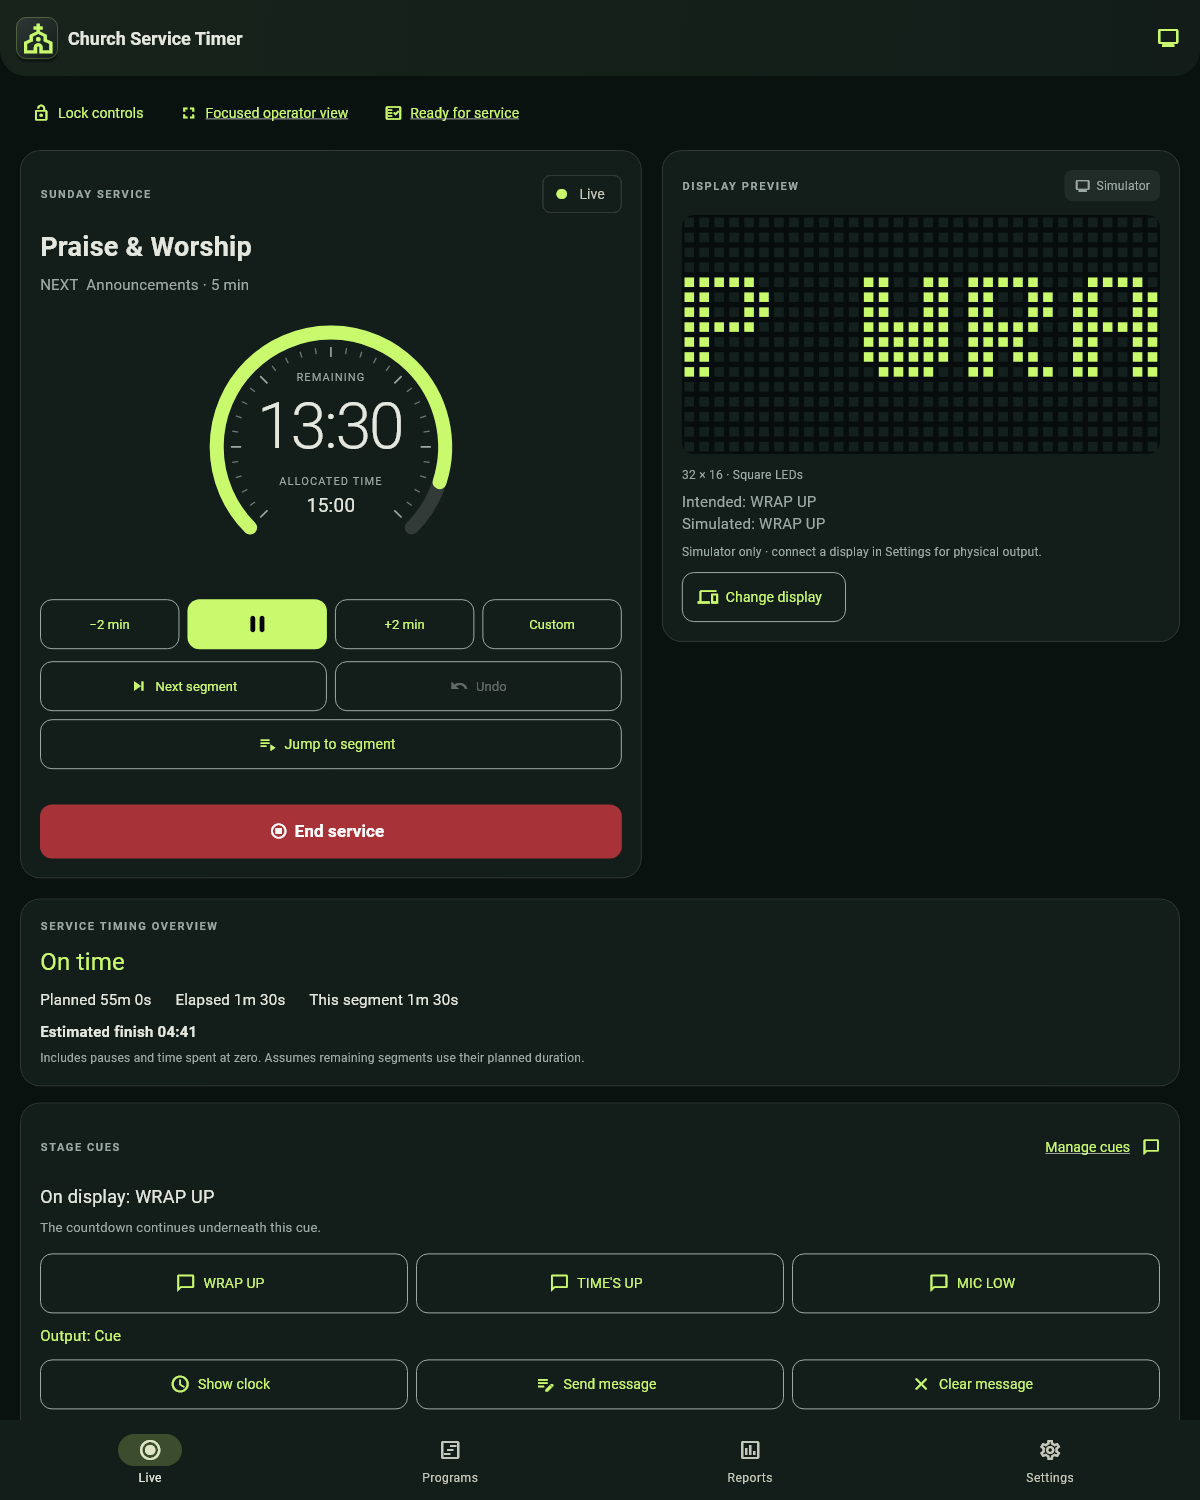 Church Service Timer
Lock controls
Focused operator view
Ready for service
SUNDAY SERVICE
Live
Praise & Worship
NEXT Announcements · 5 min
REMAINING
13:30
ALLOCATED TIME
15:00
−2 min
+2 min
Custom
Next segment
Undo
Jump to segment
End service
DISPLAY PREVIEW
Simulator
32 × 16 · Square LEDs
Intended: WRAP UP
Simulated: WRAP UP
Simulator only · connect a display in Settings for physical output.
Change display
SERVICE TIMING OVERVIEW
On time
Planned 55m 0s Elapsed 1m 30s This segment 1m 30s
Estimated finish 04:41
Includes pauses and time spent at zero. Assumes remaining segments use their planned duration.
STAGE CUES
Manage cues
On display: WRAP UP
The countdown continues underneath this cue.
WRAP UP
TIME'S UP
MIC LOW
Output: Cue
Show clock
Send message
Clear message
Live
Programs
Reports
Settings